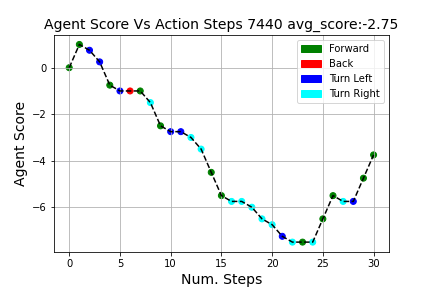 Agent Score Vs Action Steps 7440 avg_score:-2.75
Forward
Back
Turn Left
Turn Right
Agent Score
0
−2
−4
−6
0 5 10 15 20 25 30
Num. Steps